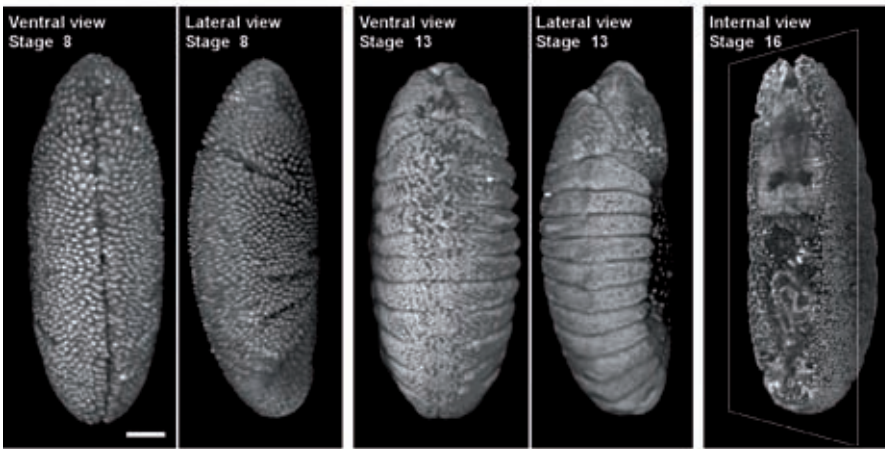 Ventral view
Stage 8
Lateral view
Stage 8
Ventral view
Stage 13
Lateral view
Stage 13
Internal view
Stage 16